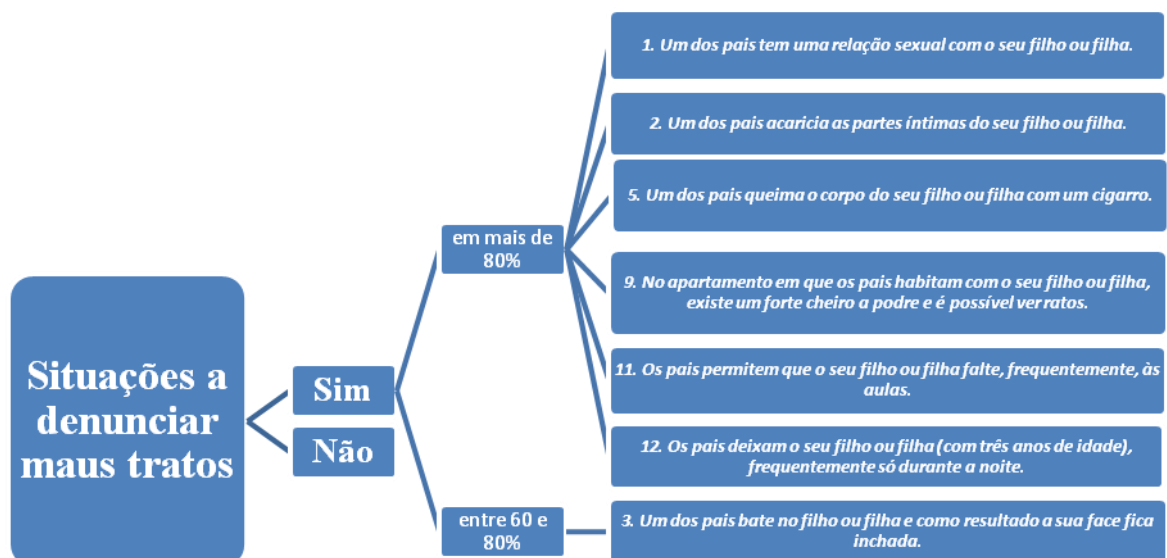 Situações a
denunciar
maus tratos
Sim
Não
em mais de
80%
1. Um dos pais tem uma relação sexual com o seu filho ou filha.
2. Um dos pais acaricia as partes íntimas do seu filho ou filha.
5. Um dos pais queima o corpo do seu filho ou filha com um cigarro.
9. No apartamento em que os pais habitam com o seu filho ou filha,
existe um forte cheiro a podre e é possível ver ratos.
11. Os pais permitem que o seu filho ou filha falte, frequentemente, às
aulas.
12. Os pais deixam o seu filho ou filha (com três anos de idade),
frequentemente só durante a noite.
entre 60 e
80%
3. Um dos pais bate no filho ou filha e como resultado a sua face fica
inchada.